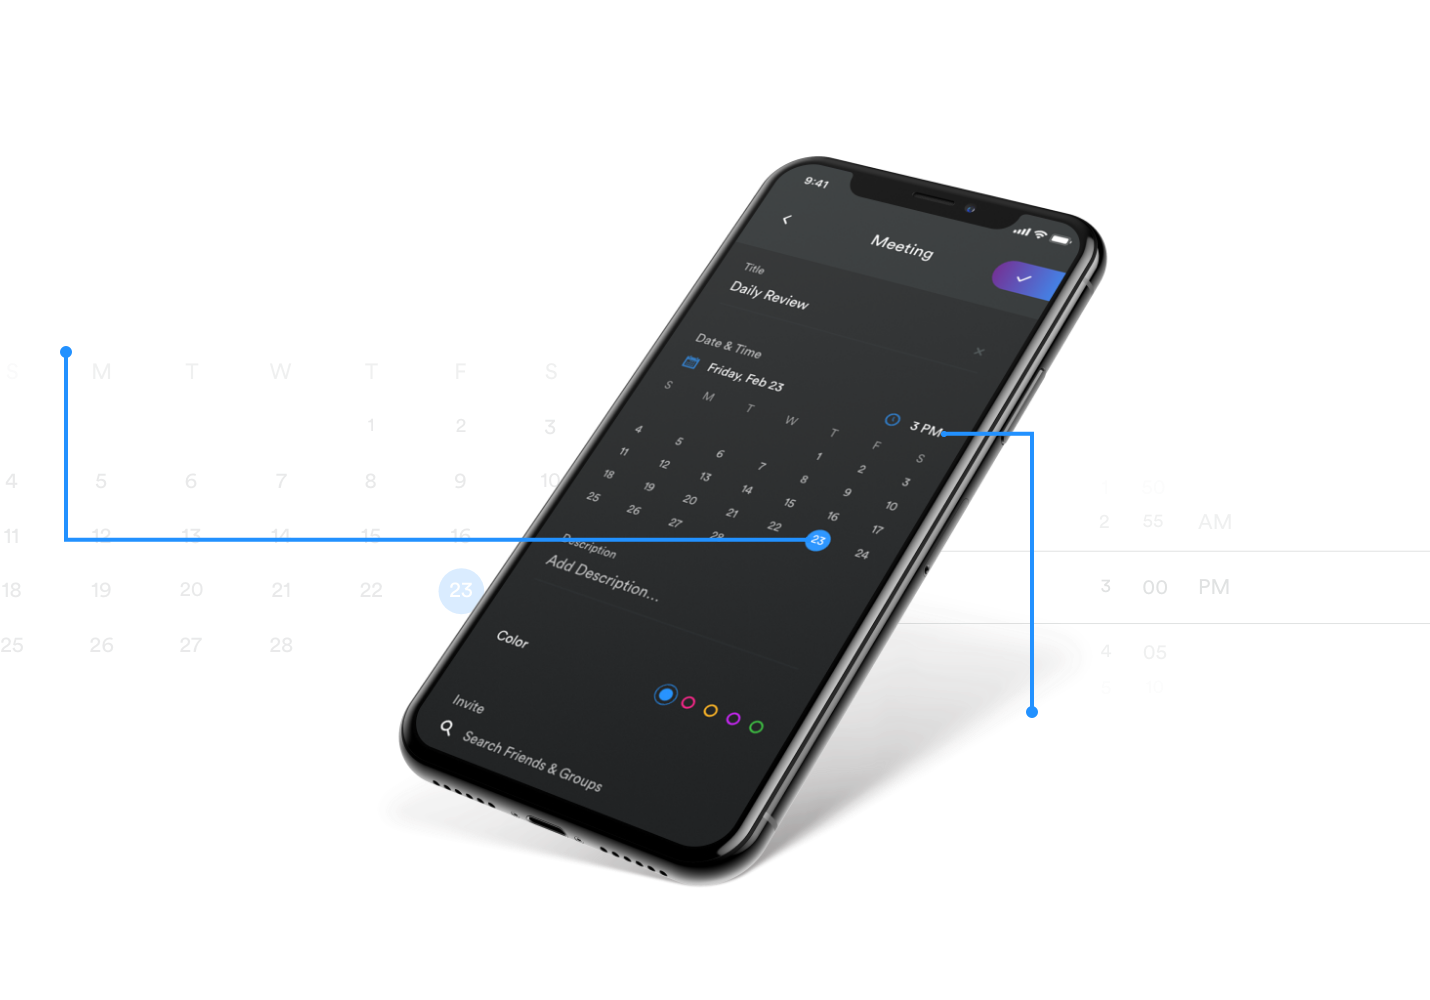 9:41
Meeting
Title
Daily Review
Date & Time
Friday, Feb 23
3 PM
S M T W T F S
1 2 3
4 5 6 7 8 9 10
11 12 13 14 15 16 17
18 19 20 21 22 23 24
25 26 27 28
Description
Add Description...
Color
Invite
Search Friends & Groups
S M T W T F S
1 2 3
4 5 6 7 8 9 10
11 12 13 14 15 16
18 19 20 21 22 23
25 26 27 28
50
2 55 AM
3 00 PM
4 05
5 10